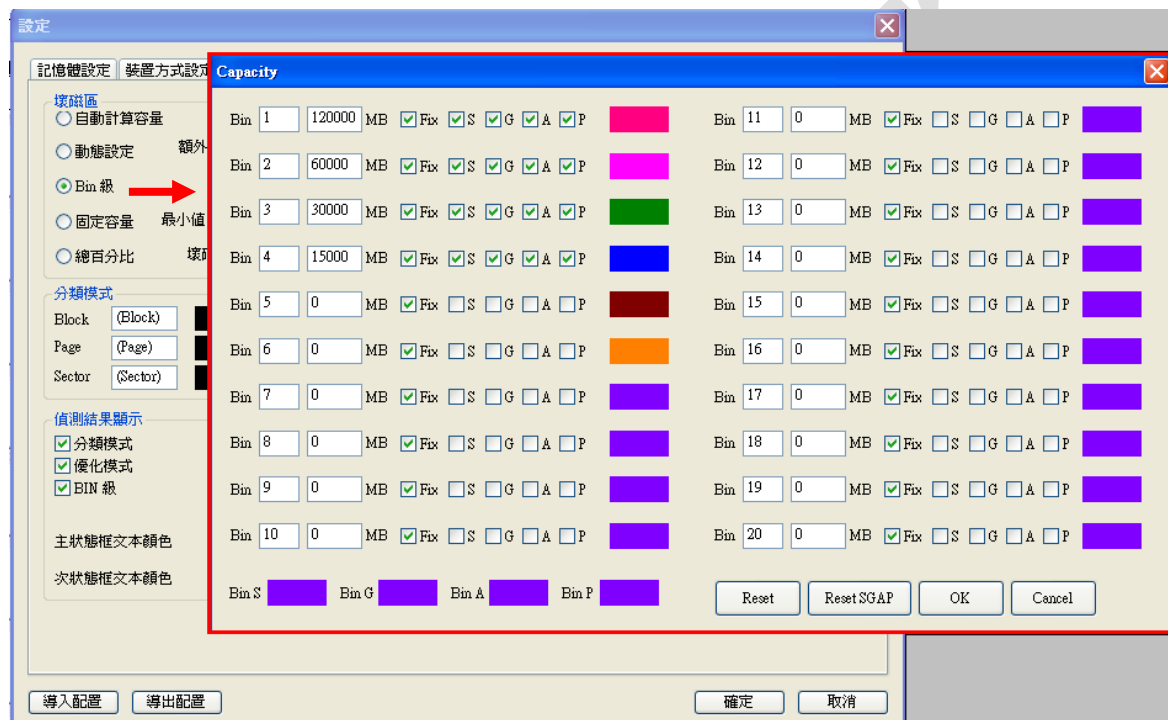 設定
記憶體設定 裝置方式設定
壞磁區
自動計算容量
動態設定 額外
Bin 級
固定容量 最小值
總百分比
分類模式
Block (Block)
Page (Page)
Sector (Sector)
偵測結果顯示
分類模式
優化模式
BIN 級
主狀態框文本顏色
次狀態框文本顏色
導入配置 導出配置 確定 取消
Capacity
Bin 1 120000 MB Fix S G A P
Bin 2 60000 MB Fix S G A P
Bin 3 30000 MB Fix S G A P
Bin 4 15000 MB Fix S G A P
Bin 5 0 MB Fix S G A P
Bin 6 0 MB Fix S G A P
Bin 7 0 MB Fix S G A P
Bin 8 0 MB Fix S G A P
Bin 9 0 MB Fix S G A P
Bin 10 0 MB Fix S G A P
Bin 11 0 MB Fix S G A P
Bin 12 0 MB Fix S G A P
Bin 13 0 MB Fix S G A P
Bin 14 0 MB Fix S G A P
Bin 15 0 MB Fix S G A P
Bin 16 0 MB Fix S G A P
Bin 17 0 MB Fix S G A P
Bin 18 0 MB Fix S G A P
Bin 19 0 MB Fix S G A P
Bin 20 0 MB Fix S G A P
Bin S Bin G Bin A Bin P
Reset Reset SGAP OK Cancel